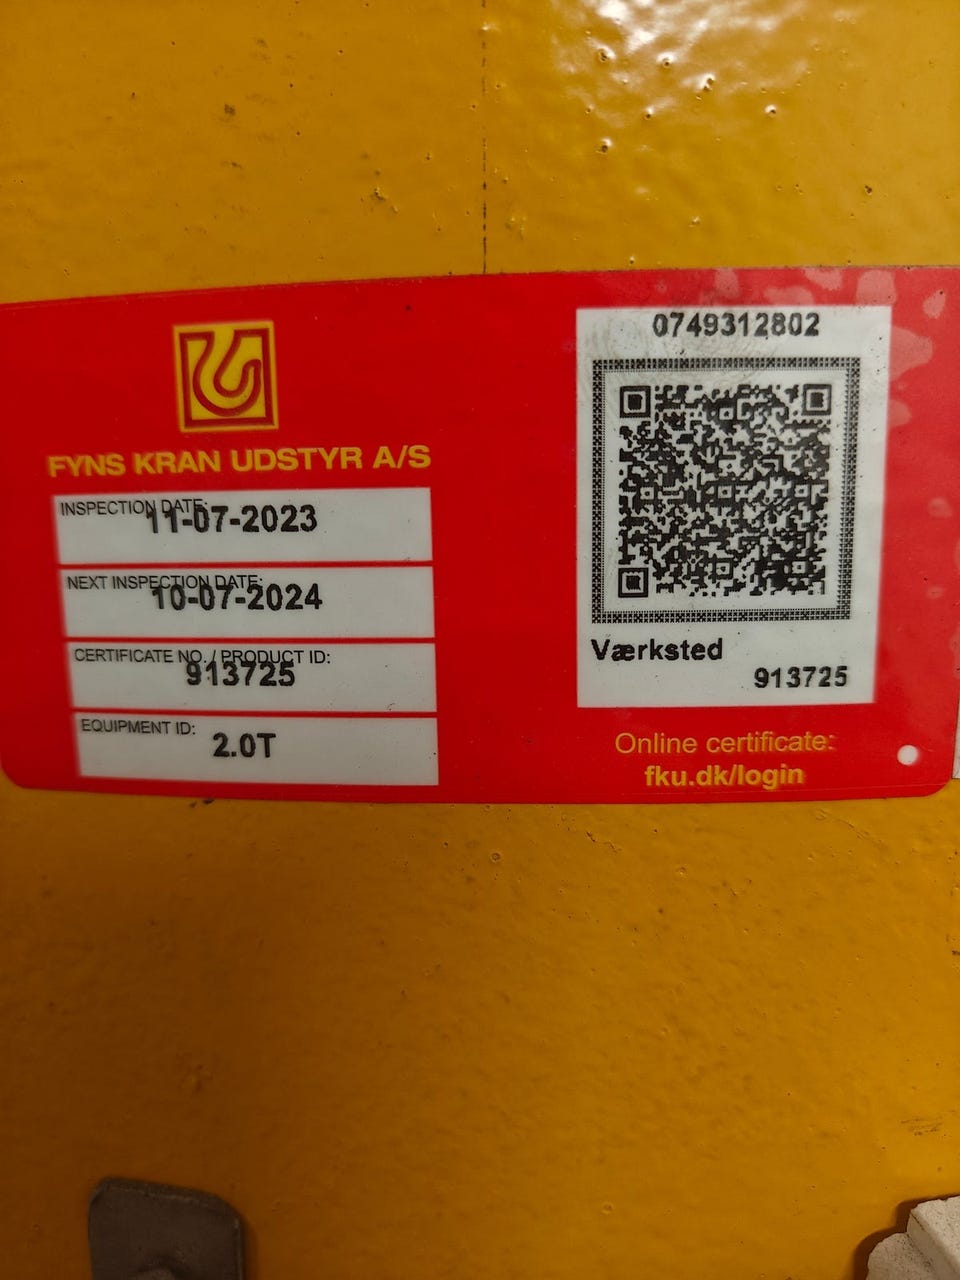 FYNS KRAN UDSTYR A/S
INSPECTION DATE:
11-07-2023
NEXT INSPECTION DATE:
10-07-2024
CERTIFICATE NO. / PRODUCT ID:
913725
EQUIPMENT ID:
2.0T
0749312802
Værksted
913725
Online certificate:
fku.dk/login